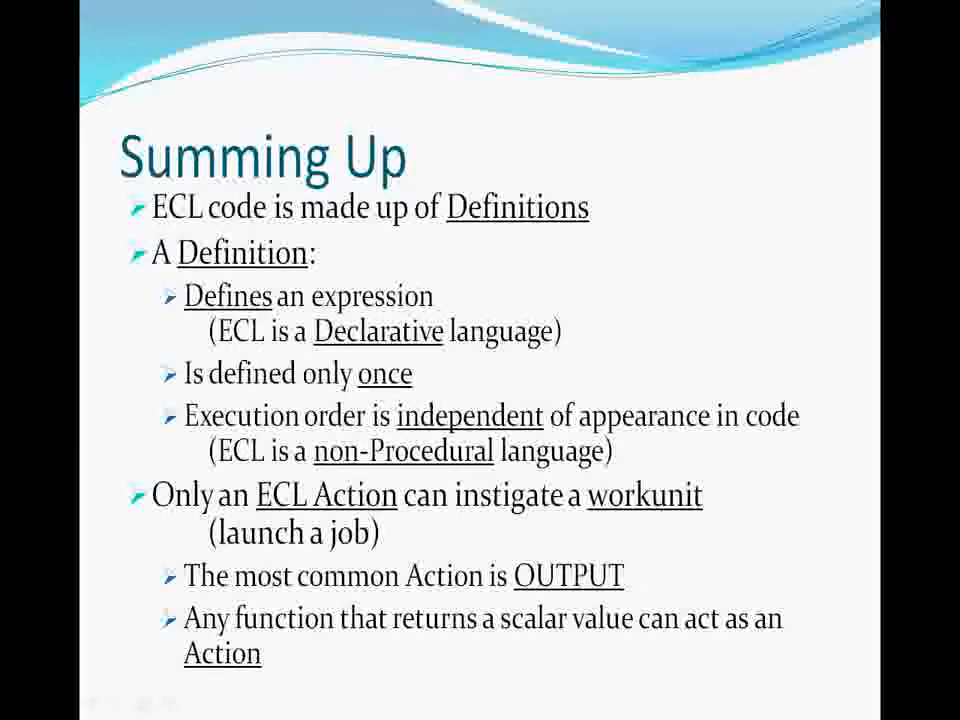 Summing Up
ECL code is made up of Definitions
A Definition:
Defines an expression
(ECL is a Declarative language)
Is defined only once
Execution order is independent of appearance in code
(ECL is a non-Procedural language)
Only an ECL Action can instigate a workunit
(launch a job)
The most common Action is OUTPUT
Any function that returns a scalar value can act as an
Action